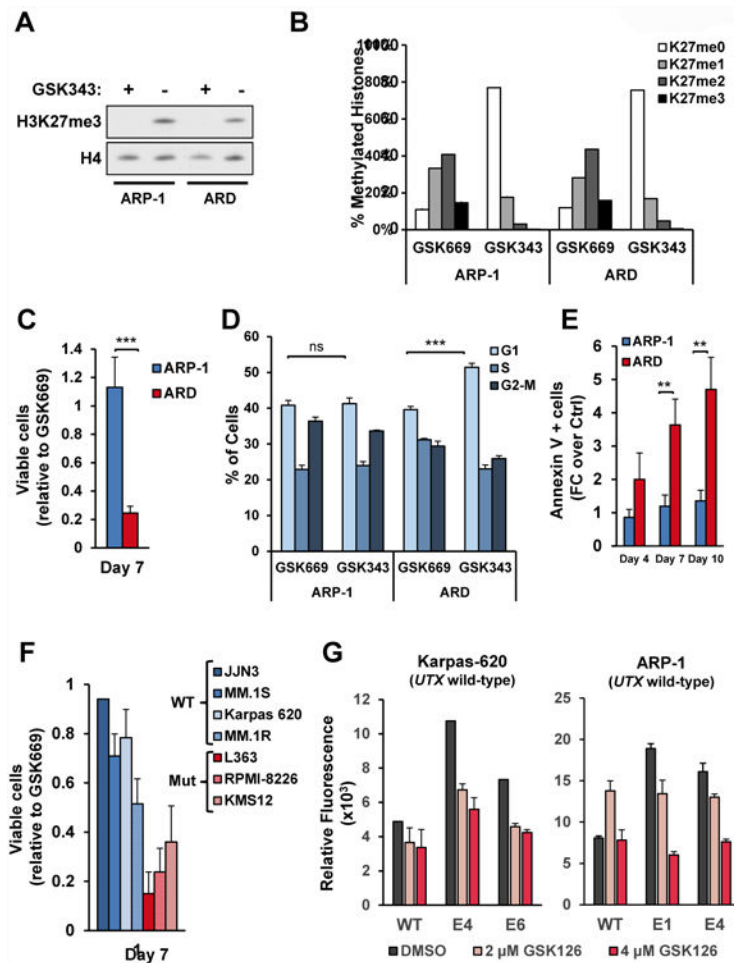 A
GSK343: + - + -
H3K27me3
H4
ARP-1 ARD
B
% Methylated Histones
80%
60%
40%
20%
0%
K27me0
K27me1
K27me2
K27me3
GSK669 GSK343 GSK669 GSK343
ARP-1 ARD
C
Viable cells
(relative to GSK669)
1.4
1.2
1
0.8
0.6
0.4
0.2
0
***
ARP-1
ARD
Day 7
D
% of Cells
60
50
40
30
20
10
0
ns
***
G1
S
G2-M
GSK669 GSK343 GSK669 GSK343
ARP-1 ARD
E
Annexin V + cells
(FC over Ctrl)
6
5
4
3
2
1
0
ARP-1
ARD
**
**
Day 4 Day 7 Day 10
F
Viable cells
(relative to GSK669)
1
0.8
0.6
0.4
0.2
0
WT
JJN3
MM.1S
Karpas 620
MM.1R
Mut
L363
RPMI-8226
KMS12
Day 7
G
Karpas-620
(UTX wild-type)
Relative Fluorescence
(x10³)
12
10
8
6
4
2
0
WT E4 E6
ARP-1
(UTX wild-type)
25
20
15
10
5
0
WT E1 E4
DMSO 2 µM GSK126 4 µM GSK126